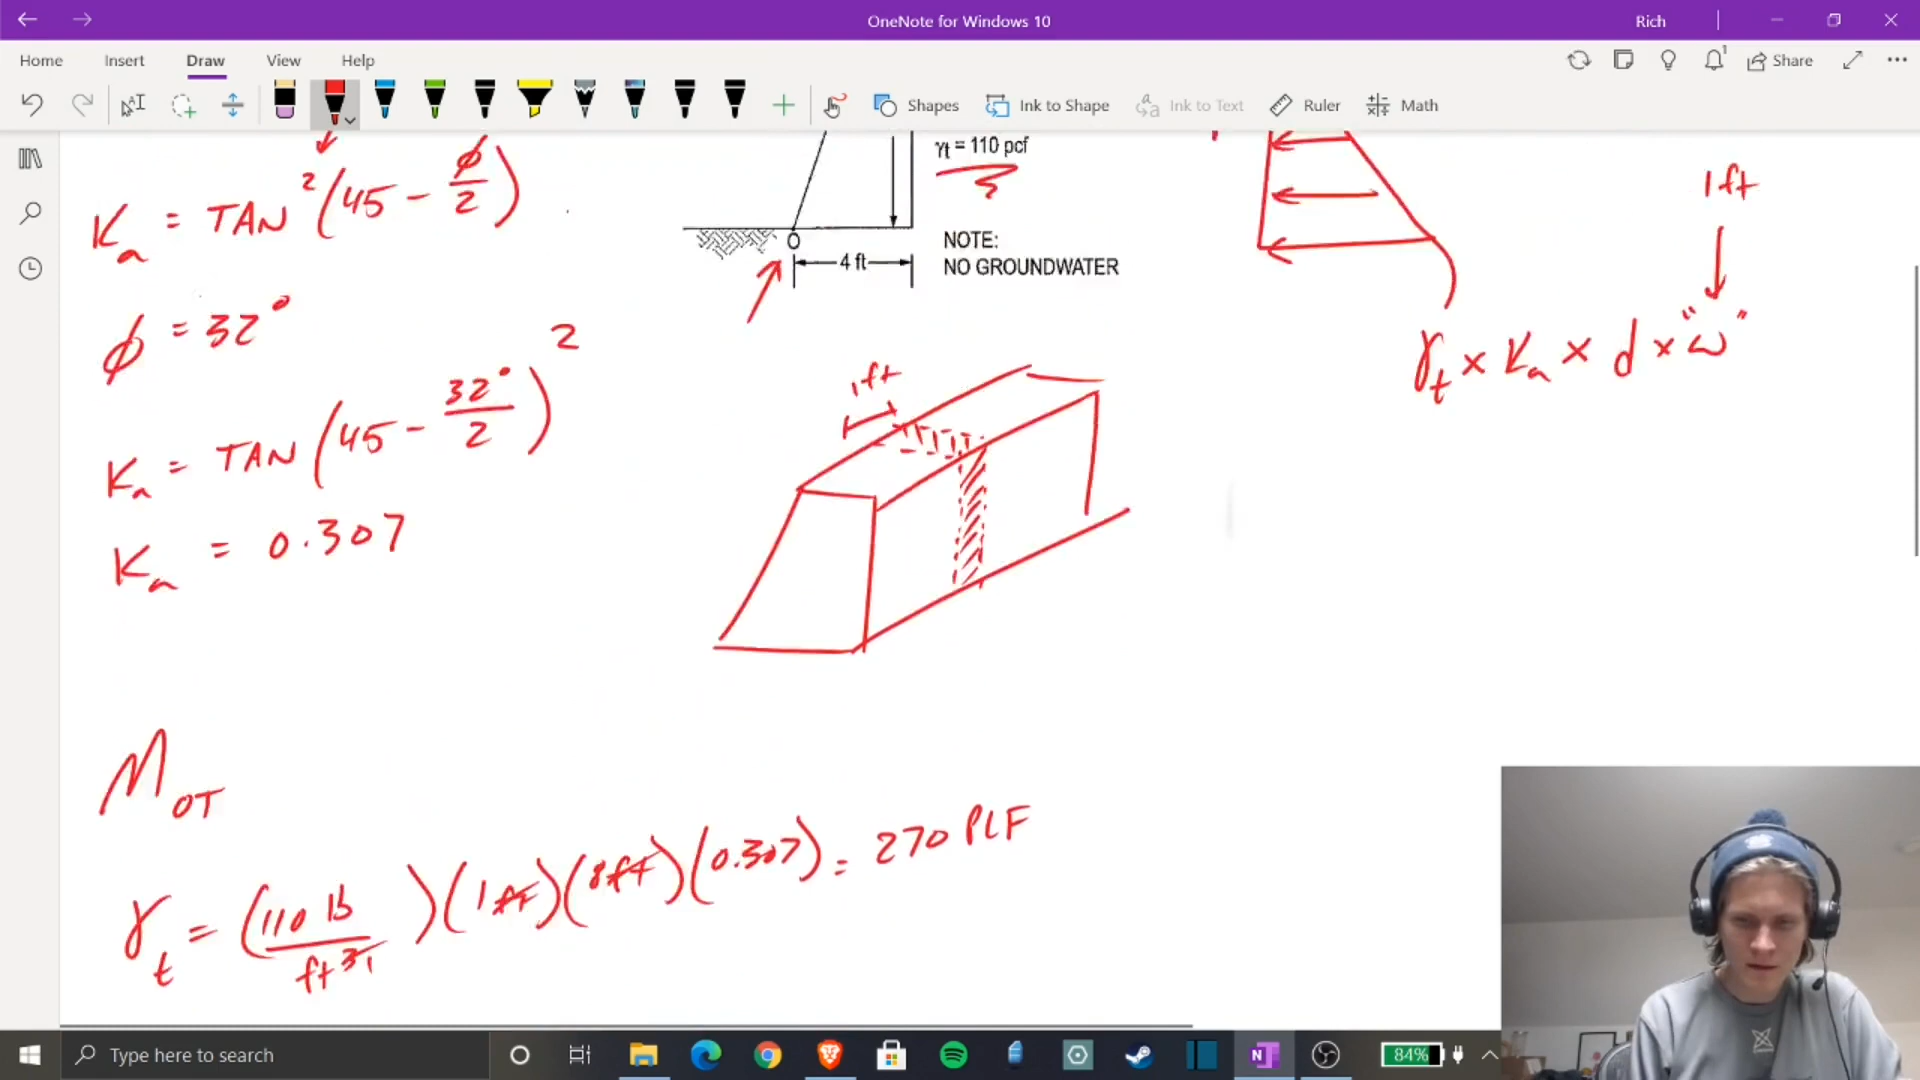 OneNote for Windows 10
Rich
Home Insert Draw View Help
1 Share
Shapes Ink to Shape Ink to Text Ruler Math
Ka = TAN²(45 - ϕ/2)
ϕ = 32°
Ka = TAN(45 - 32°/2)²
Ka = 0.307
γt = 110 pcf
O
4 ft
NOTE:
NO GROUNDWATER
1ft
1ft
γt × Ka × d × "w"
MOT
γt = (110 lb/ft³)(1ft)(8ft)(0.307) = 270 PLF
Type here to search
84%